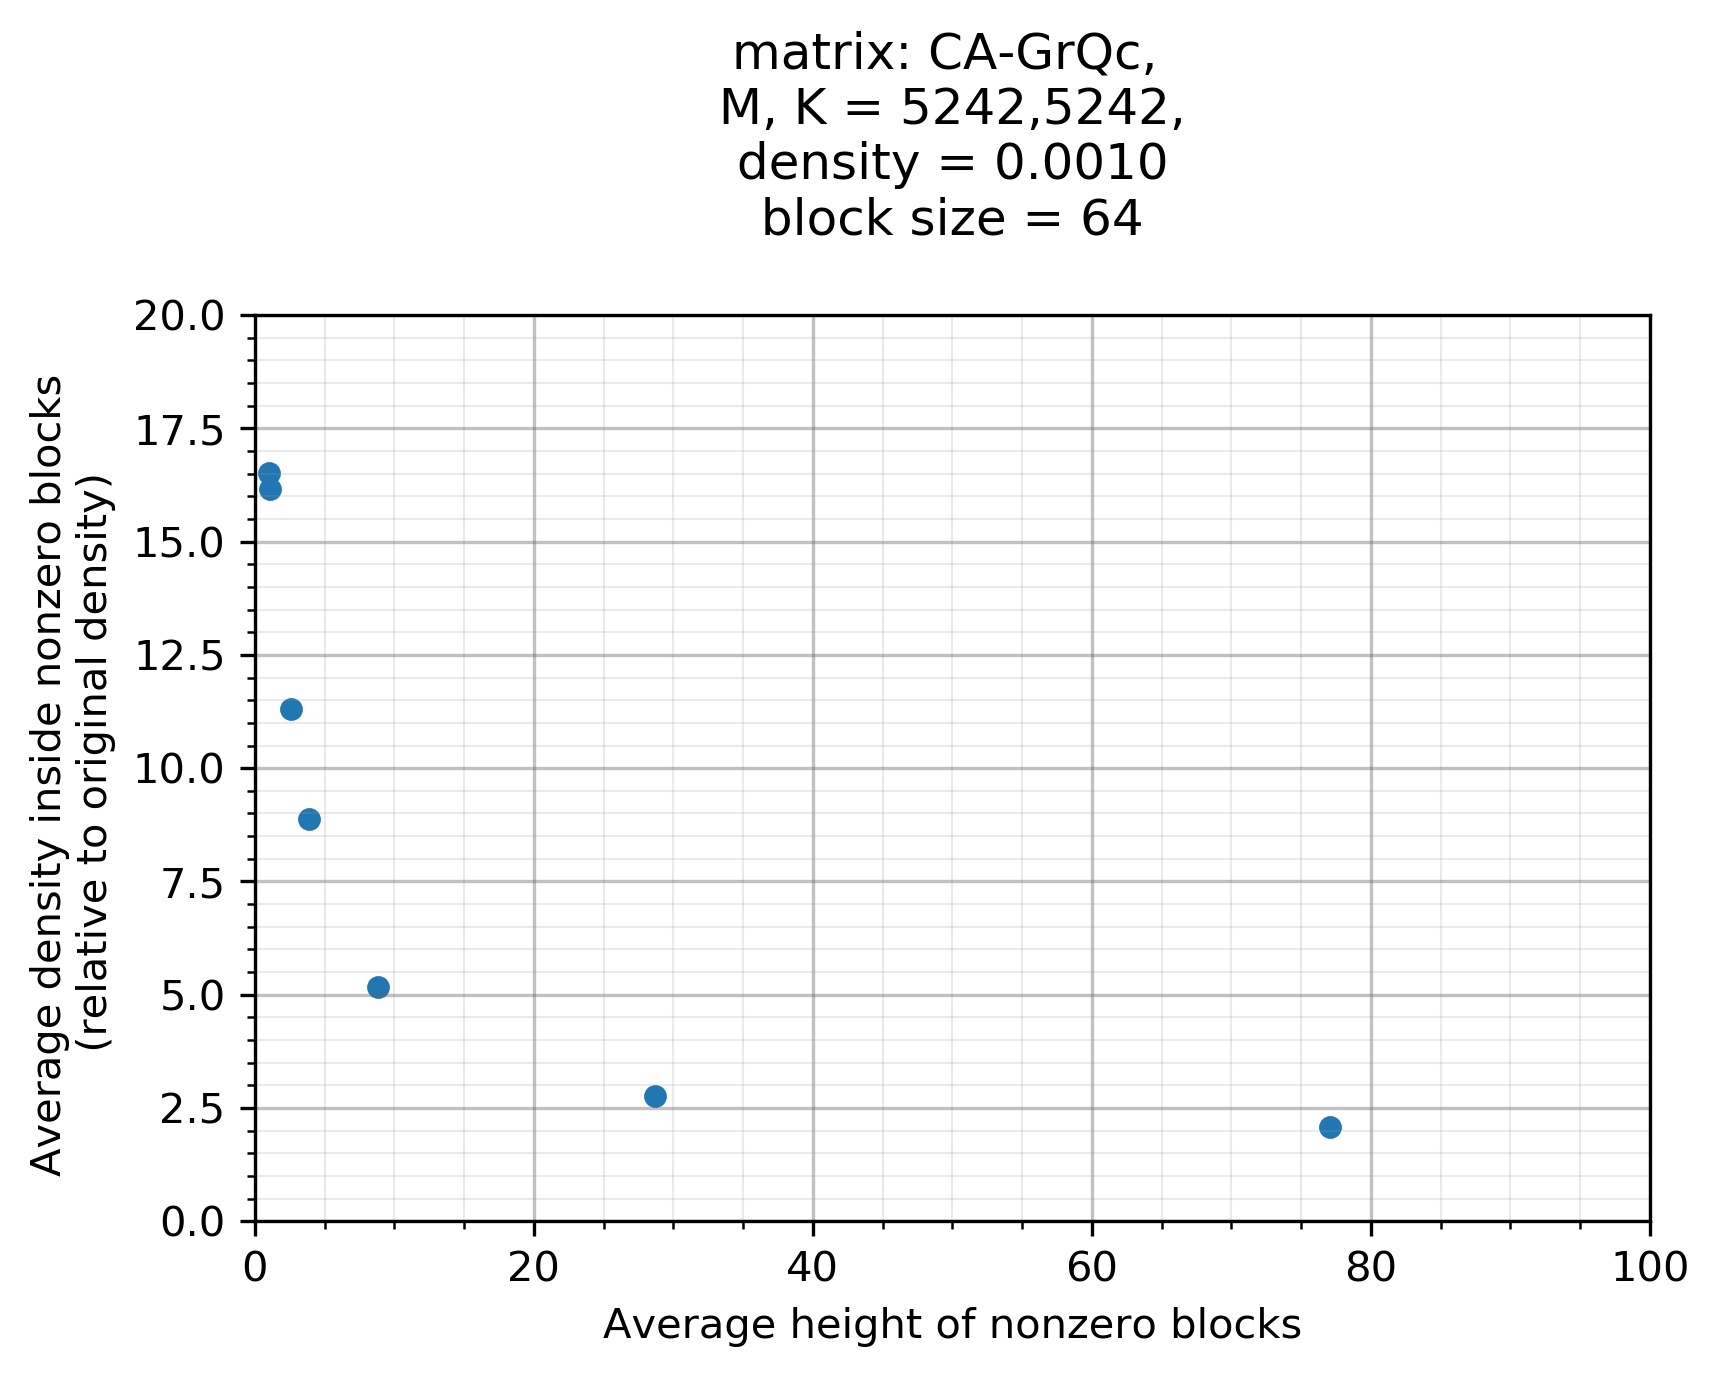 matrix: CA-GrQc,
M, K = 5242,5242,
density = 0.0010
block size = 64
20.0
17.5
15.0
12.5
10.0
7.5
5.0
2.5
0.0
Average density inside nonzero blocks
(relative to original density)
0 20 40 60 80 100
Average height of nonzero blocks